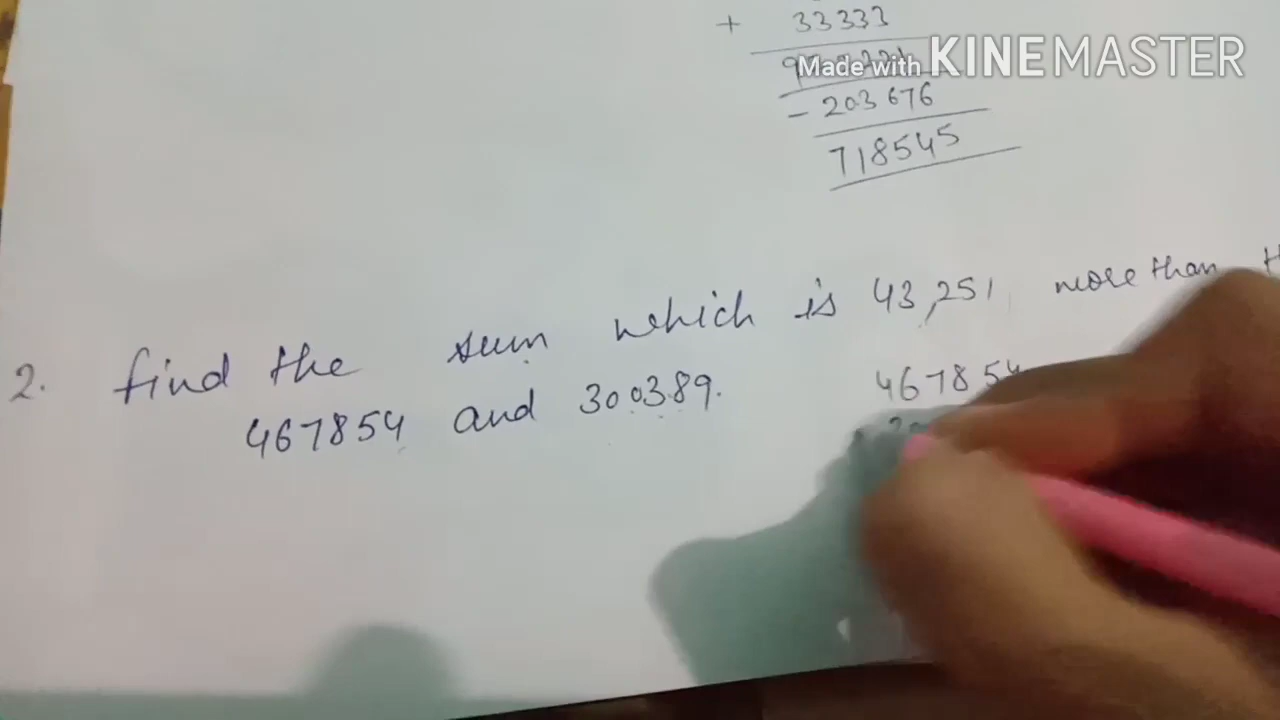 + 33333
Made with KINEMASTER
- 203676
718545
2. find the sum which is 43,251 more than
467854 and 300389.
467854